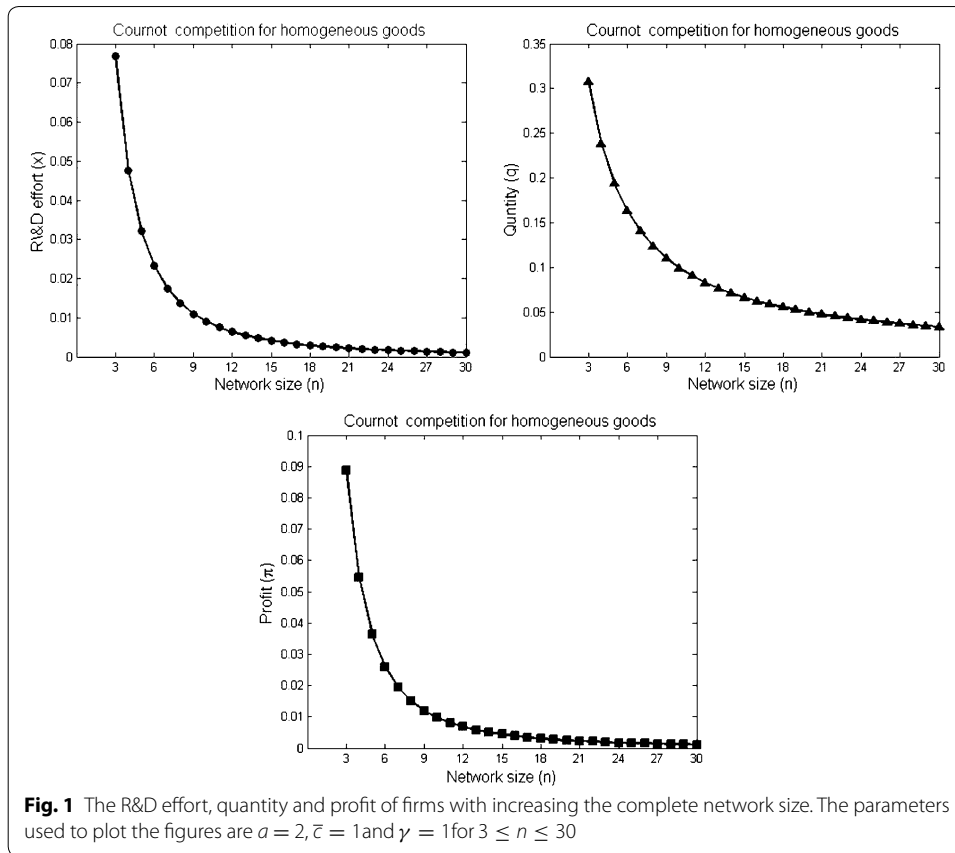 Cournot competition for homogeneous goods
0.08
0.07
0.06
0.05
0.04
0.03
0.02
0.01
0
R\&D effort (x)
3 6 9 12 15 18 21 24 27 30
Network size (n)
Cournot competition for homogeneous goods
0.35
0.3
0.25
0.2
0.15
0.1
0.05
0
Quntity (q)
3 6 9 12 15 18 21 24 27 30
Network size (n)
Cournot competition for homogeneous goods
0.1
0.09
0.08
0.07
0.06
0.05
0.04
0.03
0.02
0.01
0
Profit (π)
3 6 9 12 15 18 21 24 27 30
Network size (n)
Fig. 1 The R&D effort, quantity and profit of firms with increasing the complete network size. The parameters
used to plot the figures are a = 2, c̅ = 1and γ = 1for 3 ≤ n ≤ 30